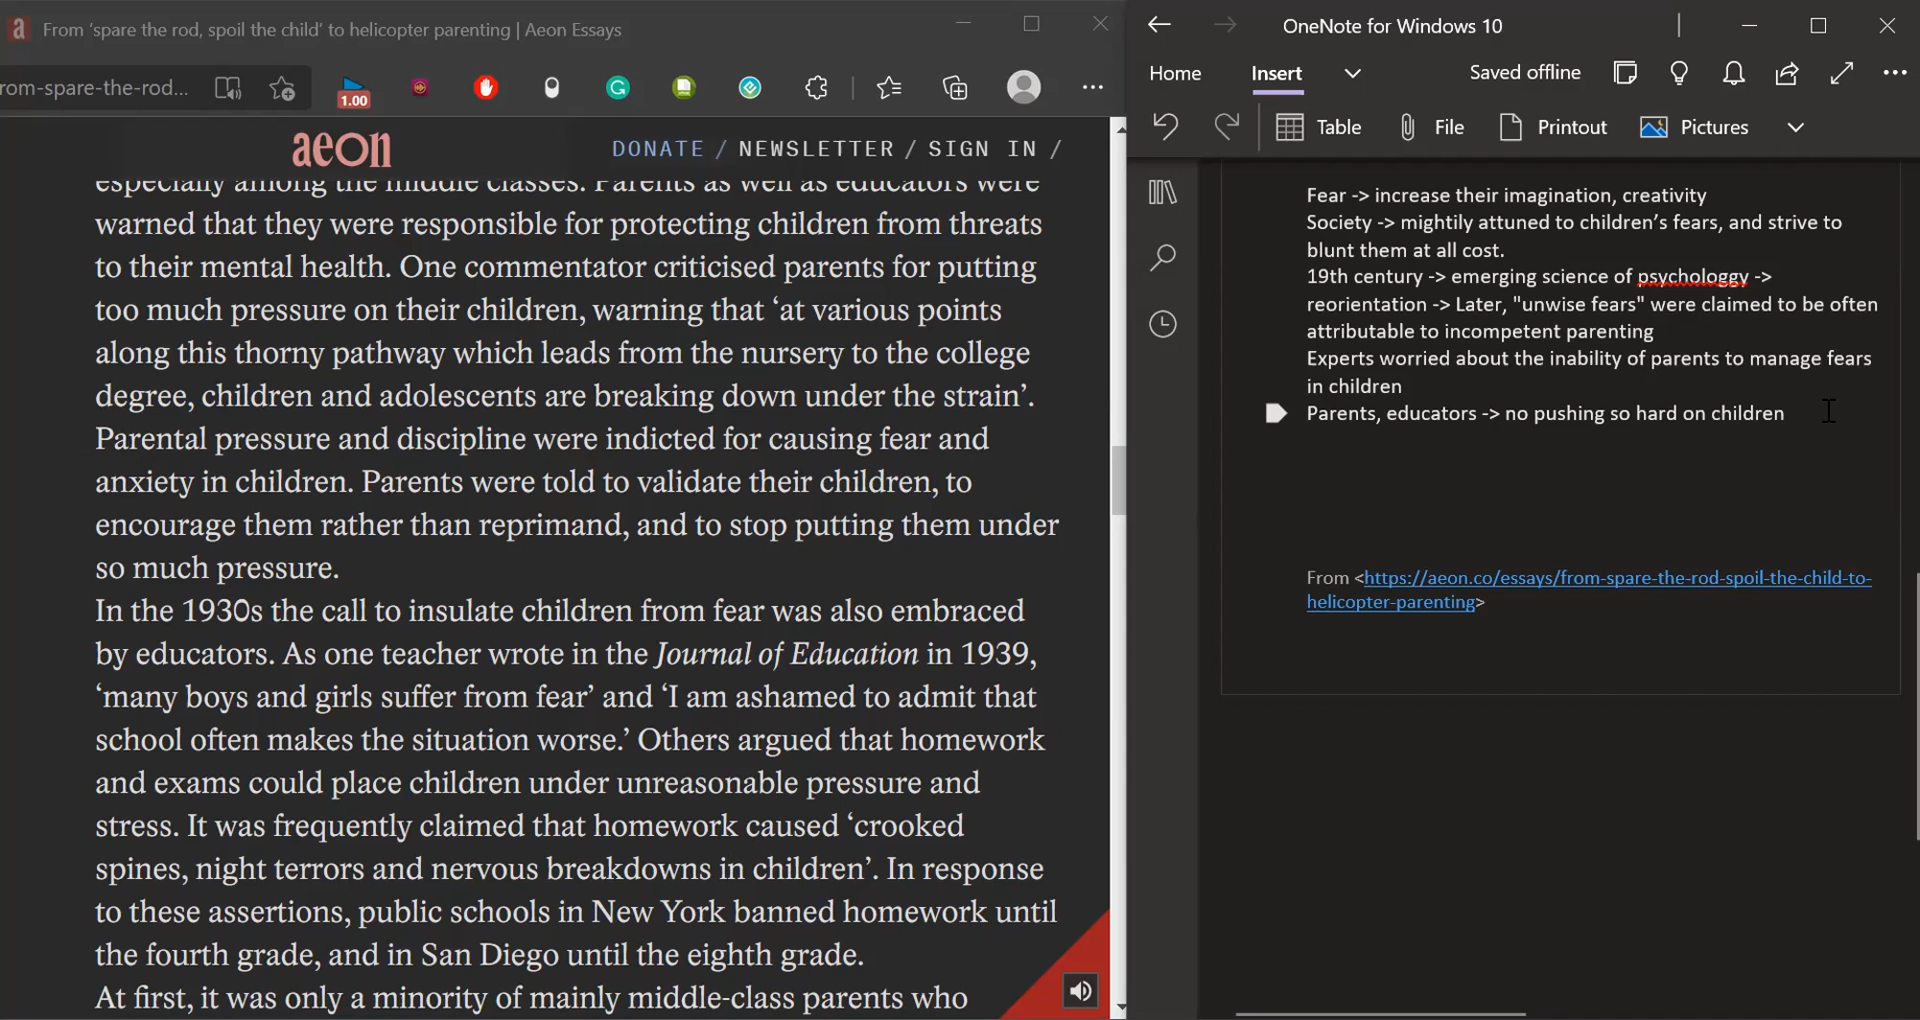 From ‘spare the rod, spoil the child’ to helicopter parenting | Aeon Essays
rom-spare-the-rod...
1.00
aeon
DONATE / NEWSLETTER / SIGN IN /
especially among the middle classes. Parents as well as educators were
warned that they were responsible for protecting children from threats
to their mental health. One commentator criticised parents for putting
too much pressure on their children, warning that ‘at various points
along this thorny pathway which leads from the nursery to the college
degree, children and adolescents are breaking down under the strain’.
Parental pressure and discipline were indicted for causing fear and
anxiety in children. Parents were told to validate their children, to
encourage them rather than reprimand, and to stop putting them under
so much pressure.
In the 1930s the call to insulate children from fear was also embraced
by educators. As one teacher wrote in the Journal of Education in 1939,
‘many boys and girls suffer from fear’ and ‘I am ashamed to admit that
school often makes the situation worse.’ Others argued that homework
and exams could place children under unreasonable pressure and
stress. It was frequently claimed that homework caused ‘crooked
spines, night terrors and nervous breakdowns in children’. In response
to these assertions, public schools in New York banned homework until
the fourth grade, and in San Diego until the eighth grade.
At first, it was only a minority of mainly middle-class parents who
OneNote for Windows 10
Home Insert Saved offline
Table File Printout Pictures
Fear -> increase their imagination, creativity
Society -> mightily attuned to children’s fears, and strive to
blunt them at all cost.
19th century -> emerging science of psychologgy ->
reorientation -> Later, "unwise fears" were claimed to be often
attributable to incompetent parenting
Experts worried about the inability of parents to manage fears
in children
Parents, educators -> no pushing so hard on children
From <https://aeon.co/essays/from-spare-the-rod-spoil-the-child-to-
helicopter-parenting>